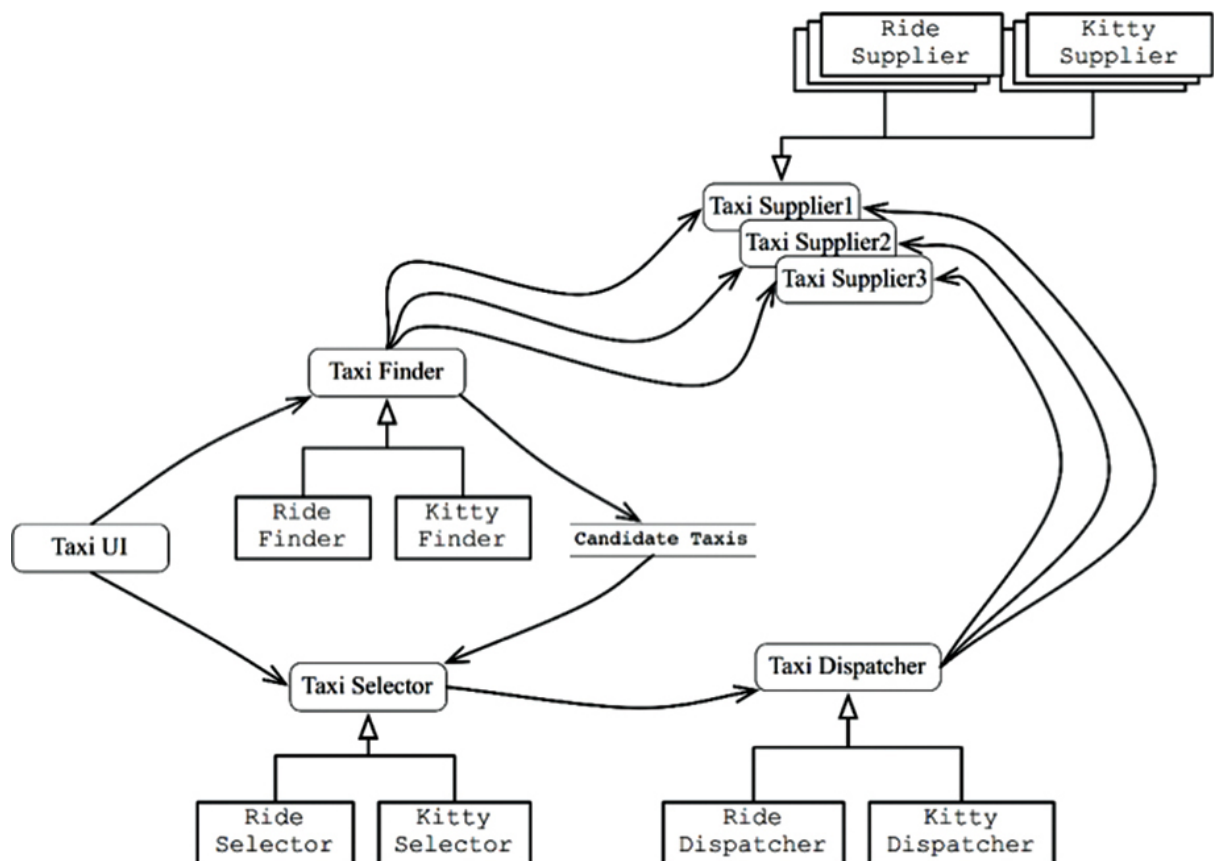 Ride
Supplier
Kitty
Supplier
Taxi Supplier1
Taxi Supplier2
Taxi Supplier3
Taxi Finder
Ride
Finder
Kitty
Finder
Taxi UI
Candidate Taxis
Taxi Selector
Taxi Dispatcher
Ride
Selector
Kitty
Selector
Ride
Dispatcher
Kitty
Dispatcher